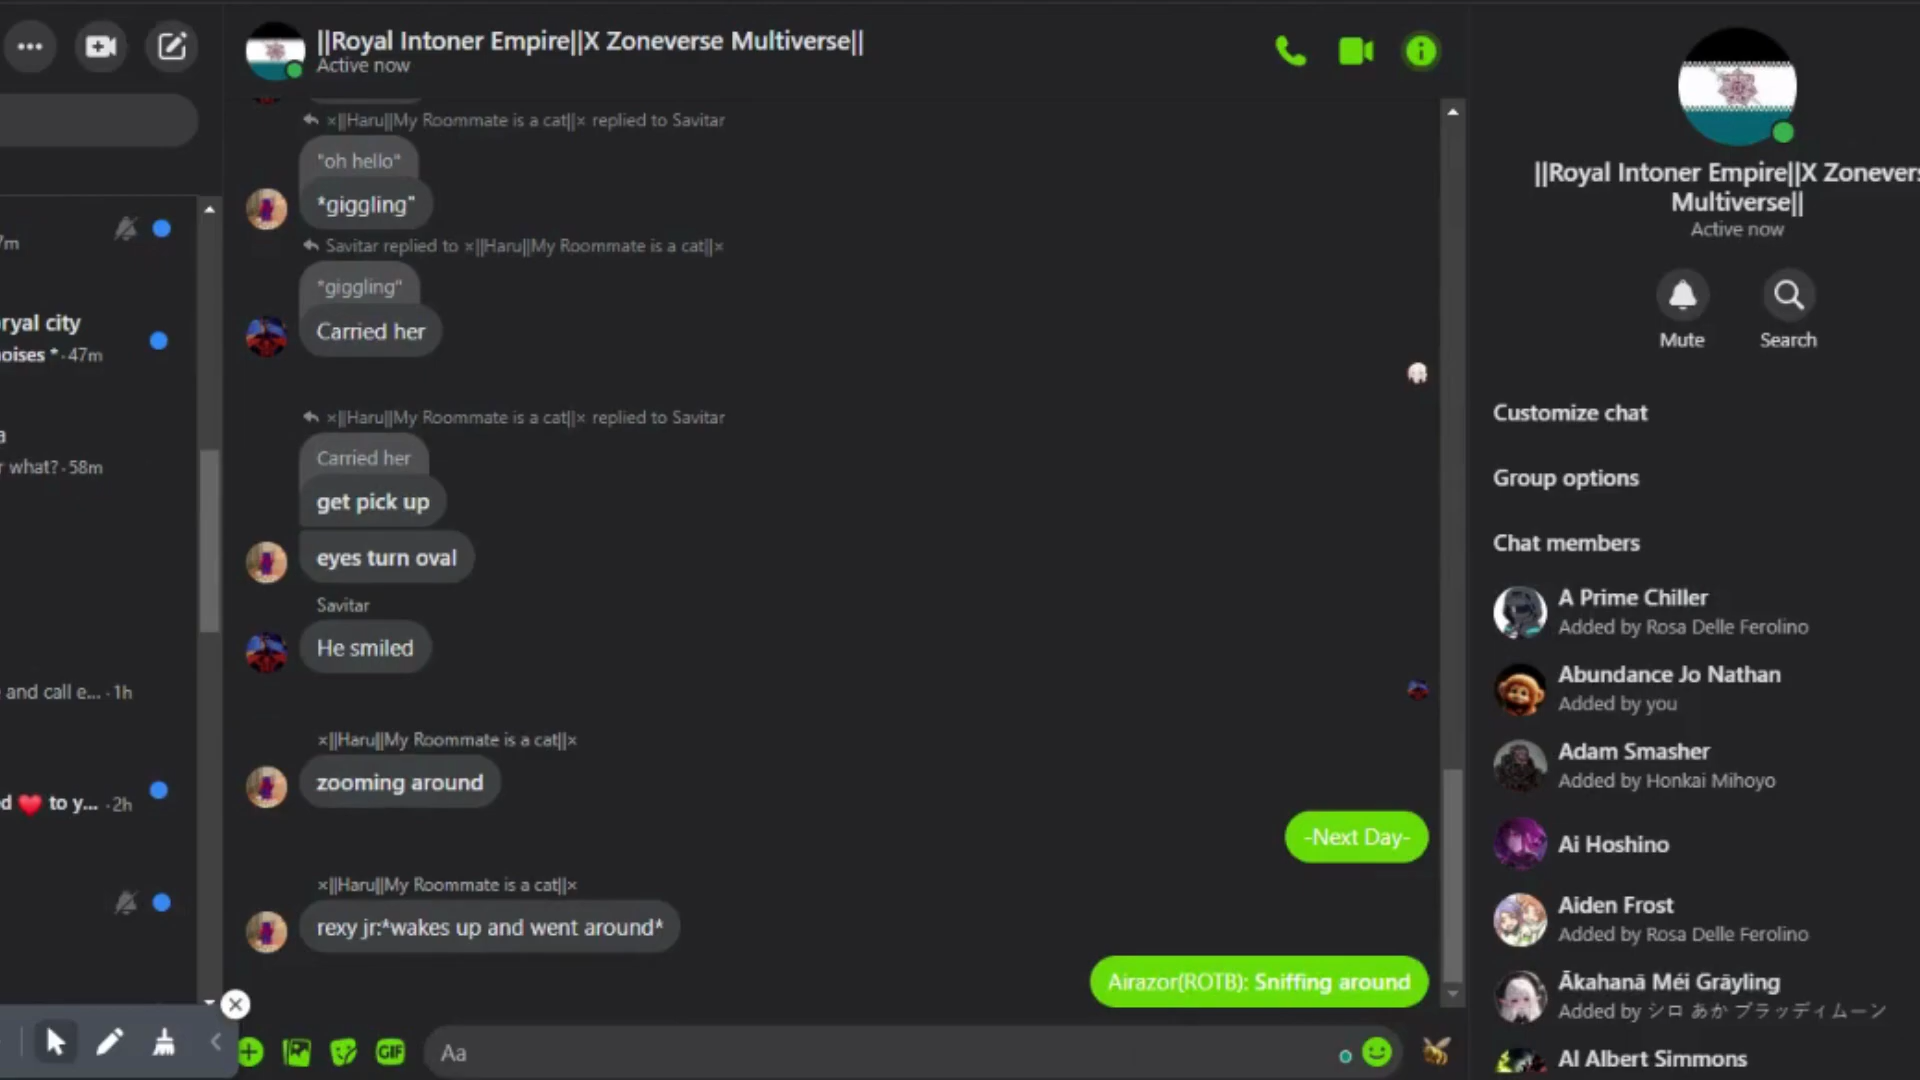 7m
ryal city
oises * · 47m
a
r what? · 58m
and call e... · 1h
d ❤️ to y... · 2h
||Royal Intoner Empire||X Zoneverse Multiverse||
Active now
×||Haru||My Roommate is a cat||× replied to Savitar
"oh hello"
*giggling"
Savitar replied to ×||Haru||My Roommate is a cat||×
*giggling"
Carried her
×||Haru||My Roommate is a cat||× replied to Savitar
Carried her
get pick up
eyes turn oval
Savitar
He smiled
×||Haru||My Roommate is a cat||×
zooming around
-Next Day-
×||Haru||My Roommate is a cat||×
rexy jr:*wakes up and went around*
Airazor(ROTB): Sniffing around
GIF
Aa
||Royal Intoner Empire||X Zonevers
Multiverse||
Active now
Mute
Search
Customize chat
Group options
Chat members
A Prime Chiller
Added by Rosa Delle Ferolino
Abundance Jo Nathan
Added by you
Adam Smasher
Added by Honkai Mihoyo
Ai Hoshino
Aiden Frost
Added by Rosa Delle Ferolino
Ākahanā Méi Grāyling
Added by シロ あか ブラッディムーン
Al Albert Simmons